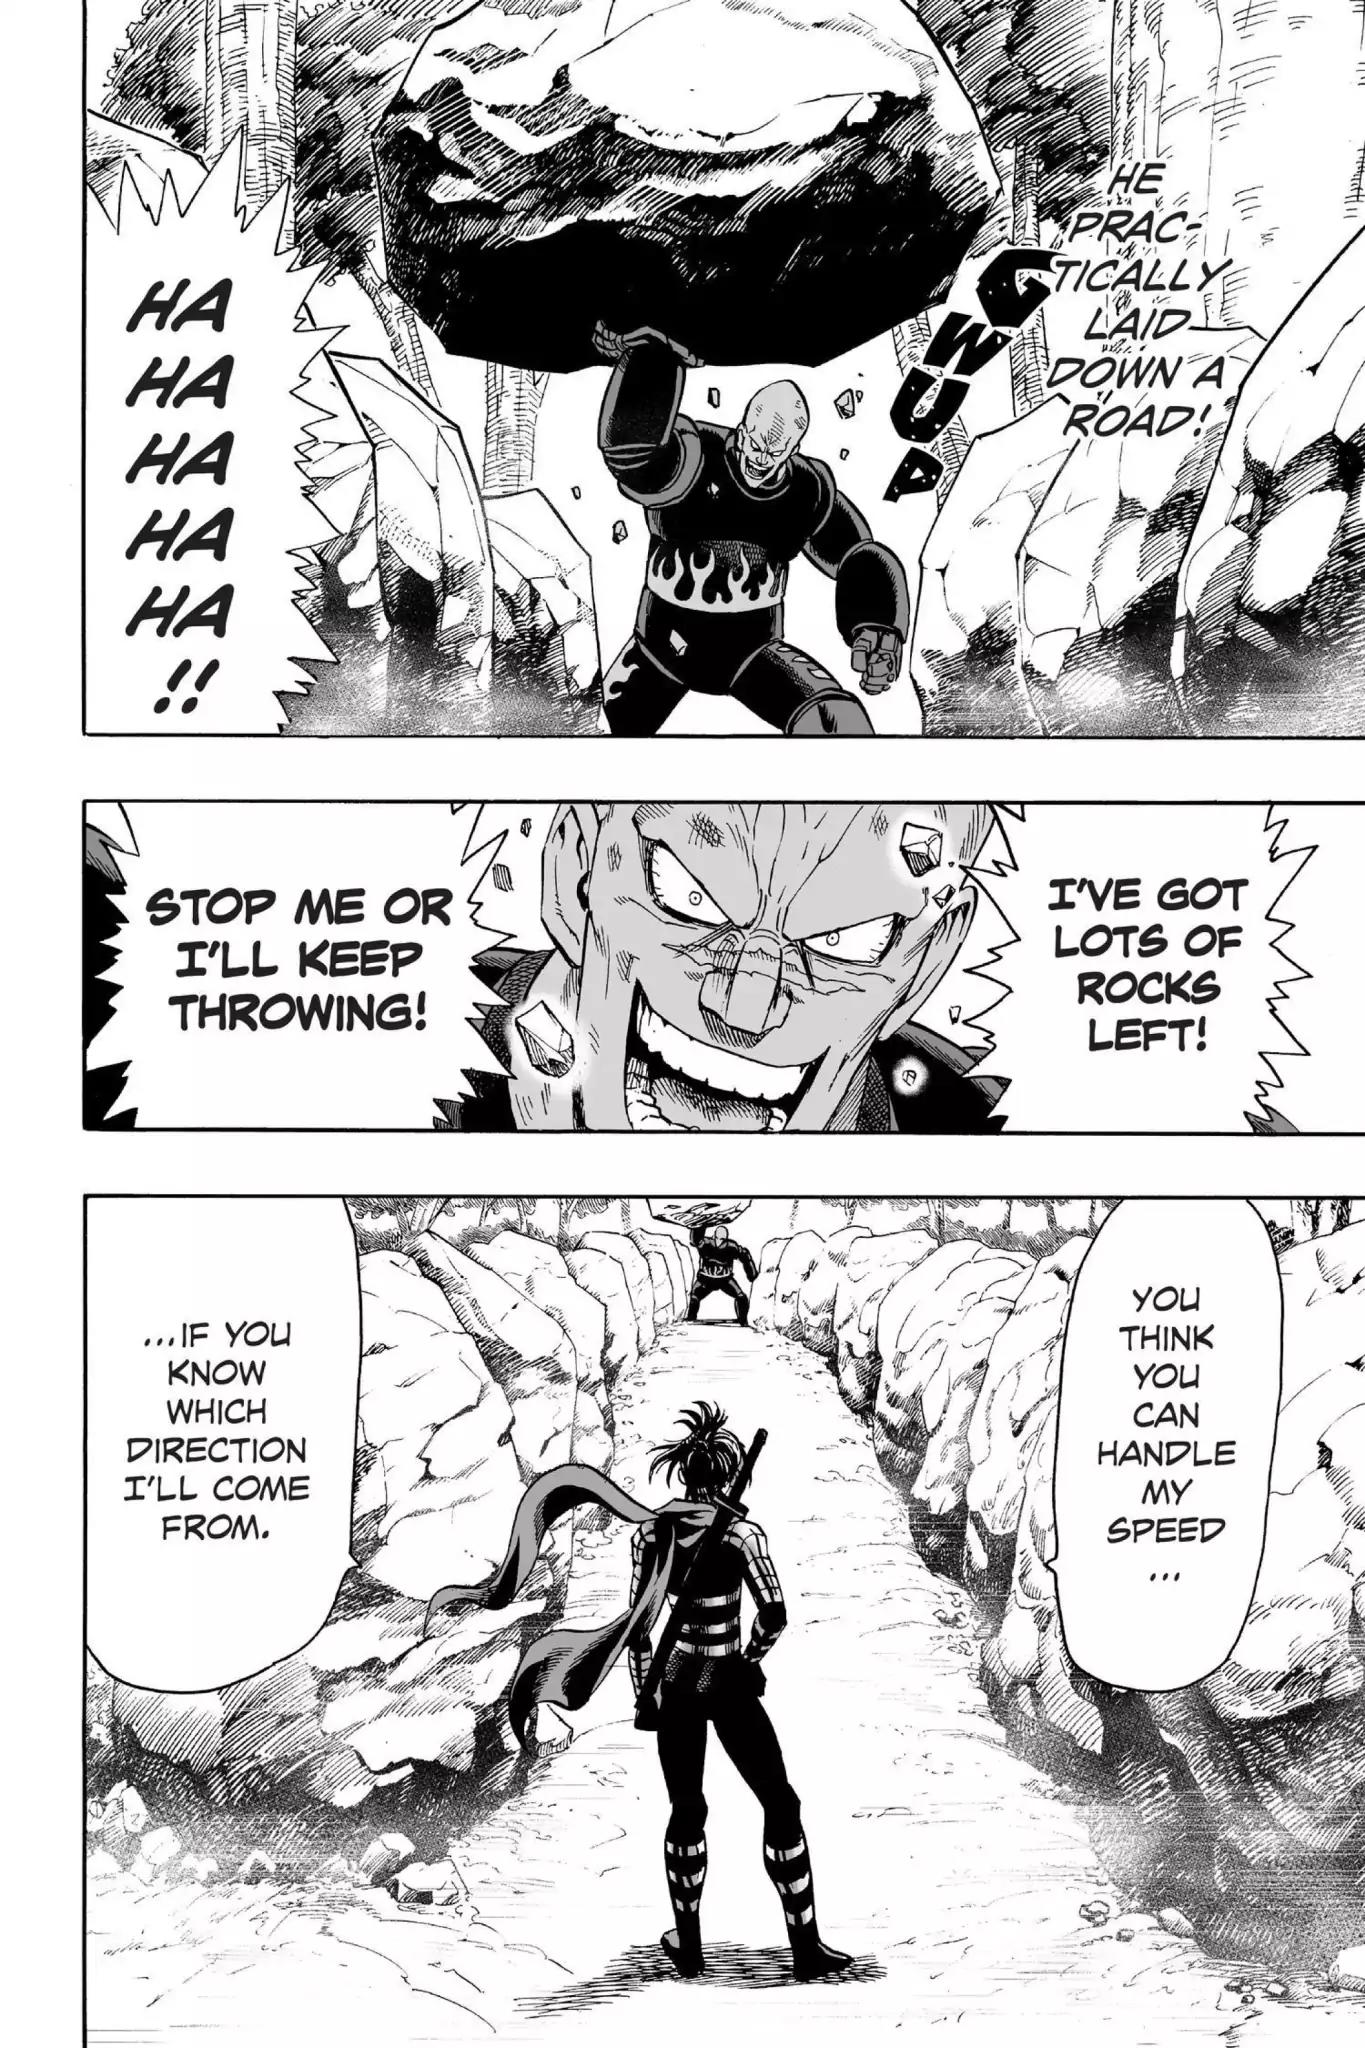 HE
PRAC-
TICALLY
LAID
DOWN A
ROAD!
GWUP
HA
HA
HA
HA
HA
!!
I'VE GOT
LOTS OF
ROCKS
LEFT!
STOP ME OR
I'LL KEEP
THROWING!
YOU
THINK
YOU
CAN
HANDLE
MY
SPEED
...
...IF YOU
KNOW
WHICH
DIRECTION
I'LL COME
FROM.